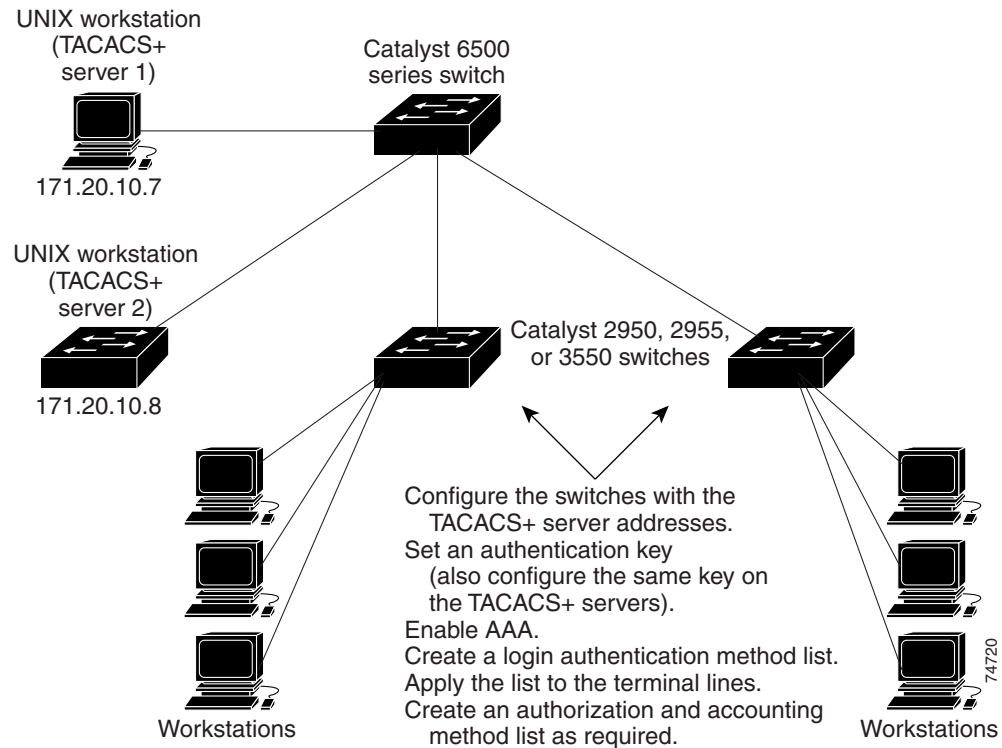 UNIX workstation
(TACACS+
server 1)
Catalyst 6500
series switch
171.20.10.7
UNIX workstation
(TACACS+
server 2)
Catalyst 2950, 2955,
or 3550 switches
171.20.10.8
Configure the switches with the
TACACS+ server addresses.
Set an authentication key
(also configure the same key on
the TACACS+ servers).
Enable AAA.
Create a login authentication method list.
Apply the list to the terminal lines.
Create an authorization and accounting
method list as required.
Workstations
Workstations
74720